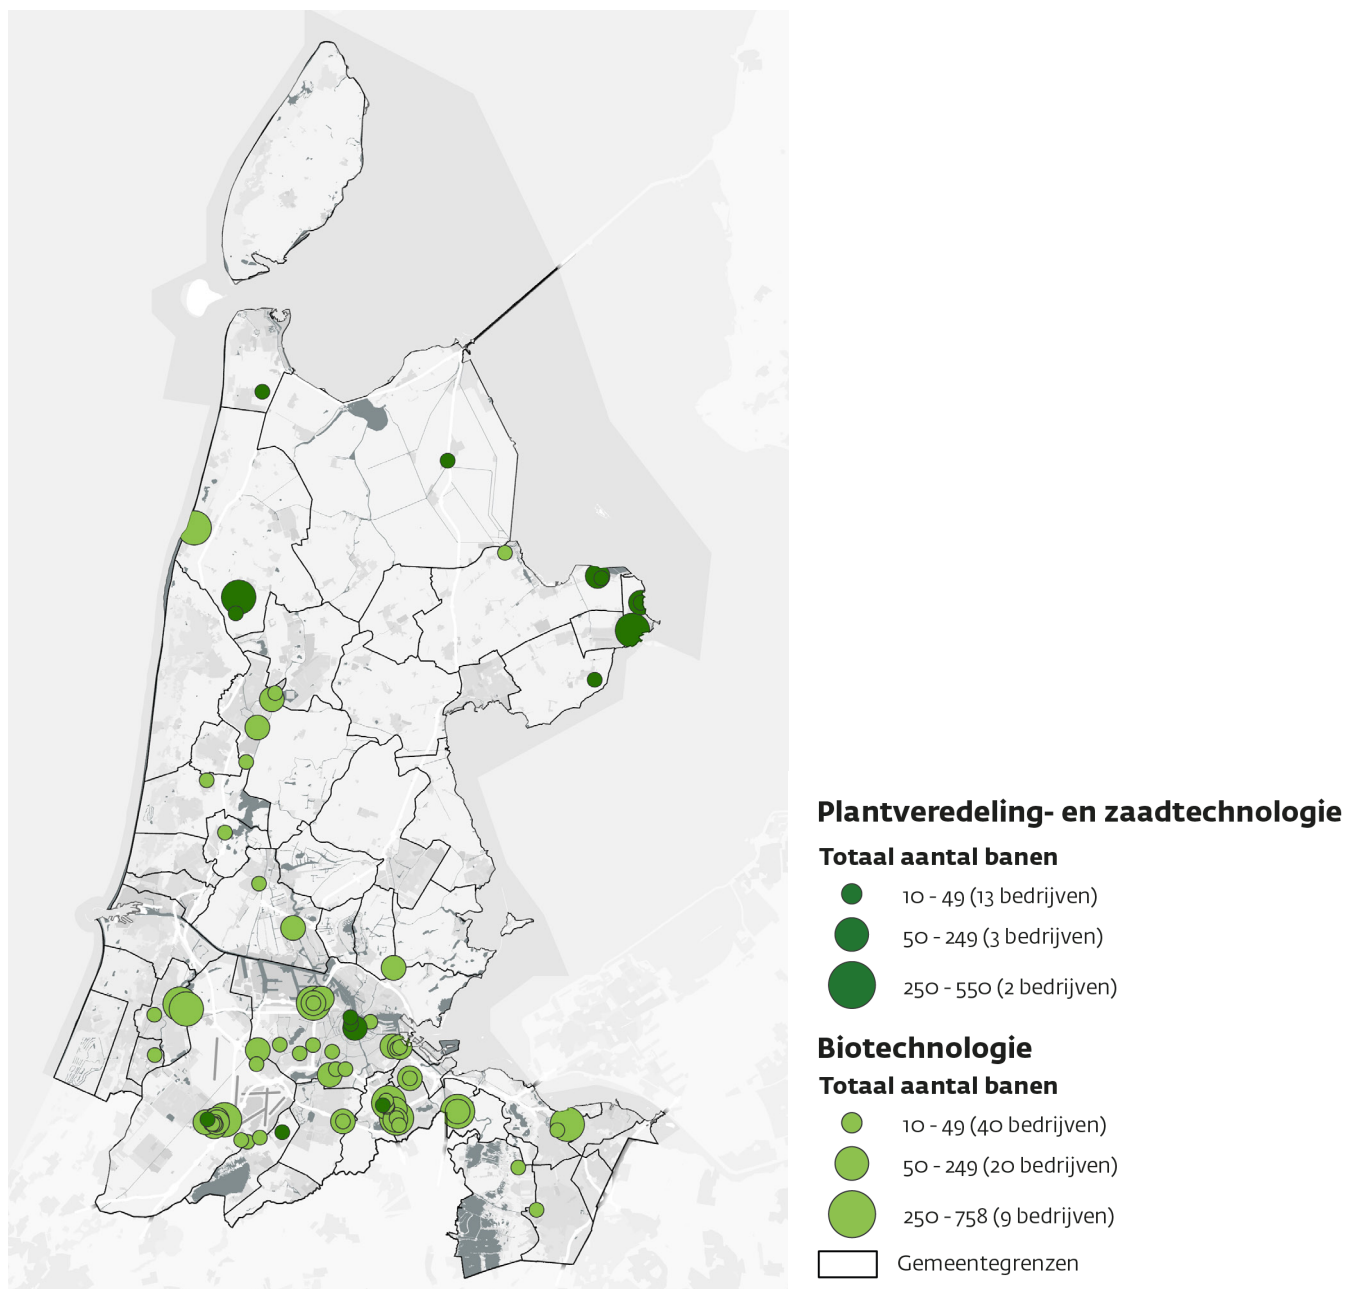 Plantveredeling- en zaadtechnologie
Totaal aantal banen
10 - 49 (13 bedrijven)
50 - 249 (3 bedrijven)
250 - 550 (2 bedrijven)
Biotechnologie
Totaal aantal banen
10 - 49 (40 bedrijven)
50 - 249 (20 bedrijven)
250 - 758 (9 bedrijven)
Gemeentegrenzen